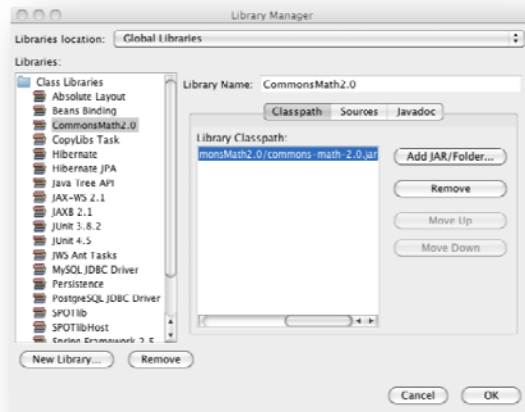 Library Manager
Libraries location: Global Libraries
Libraries:
Class Libraries
Absolute Layout
Beans Binding
CommonsMath2.0
CopyLibs Task
Hibernate
Hibernate JPA
Java Tree API
JAX-WS 2.1
JAXB 2.1
JUnit 3.8.2
JUnit 4.5
JWS Ant Tasks
MySQL JDBC Driver
Persistence
PostgreSQL JDBC Driver
SPOTlib
SPOTlibHost
Spring Framework 2.5
New Library... Remove
Library Name: CommonsMath2.0
Classpath Sources Javadoc
Library Classpath:
monsMath2.0/commons-math-2.0.jar
Add JAR/Folder...
Remove
Move Up
Move Down
Cancel OK